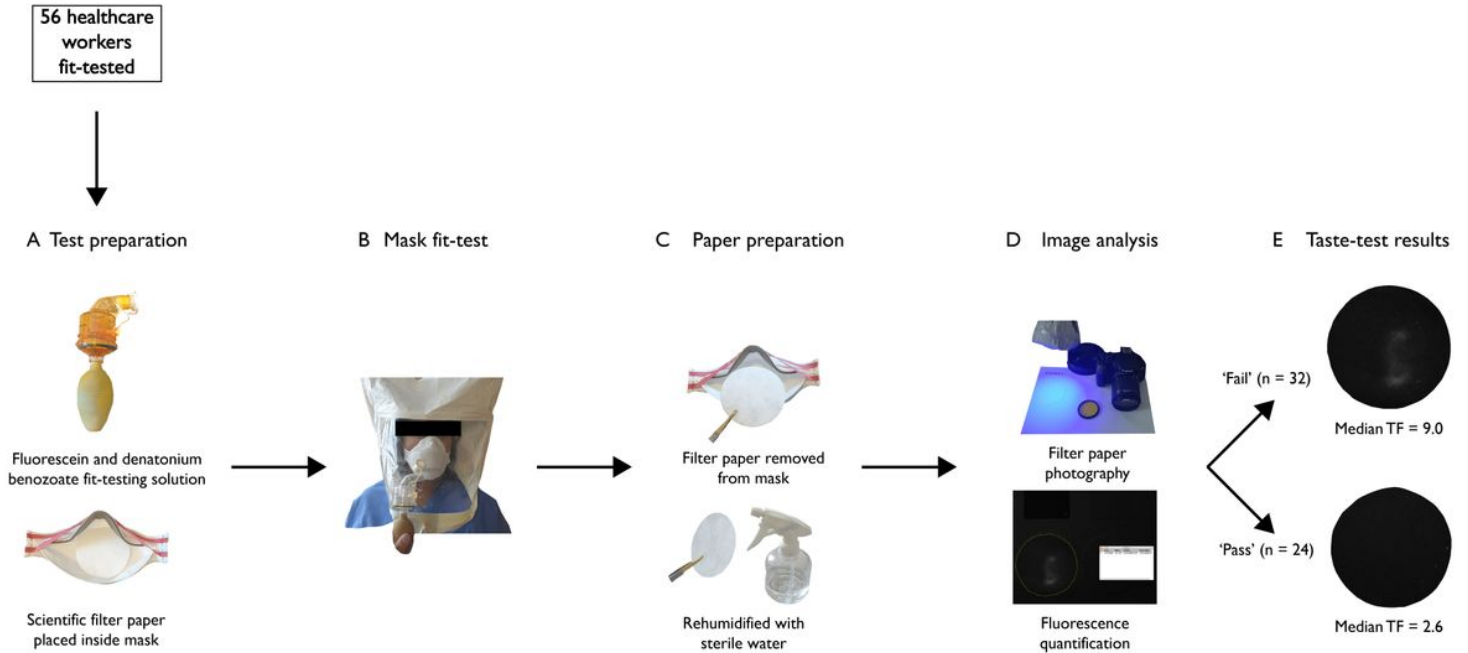 56 healthcare
workers
fit-tested
A Test preparation
Fluorescein and denatonium
benozoate fit-testing solution
Scientific filter paper
placed inside mask
B Mask fit-test
C Paper preparation
Filter paper removed
from mask
Rehumidified with
sterile water
D Image analysis
Filter paper
photography
Fluorescence
quantification
E Taste-test results
‘Fail’ (n = 32)
Median TF = 9.0
‘Pass’ (n = 24)
Median TF = 2.6